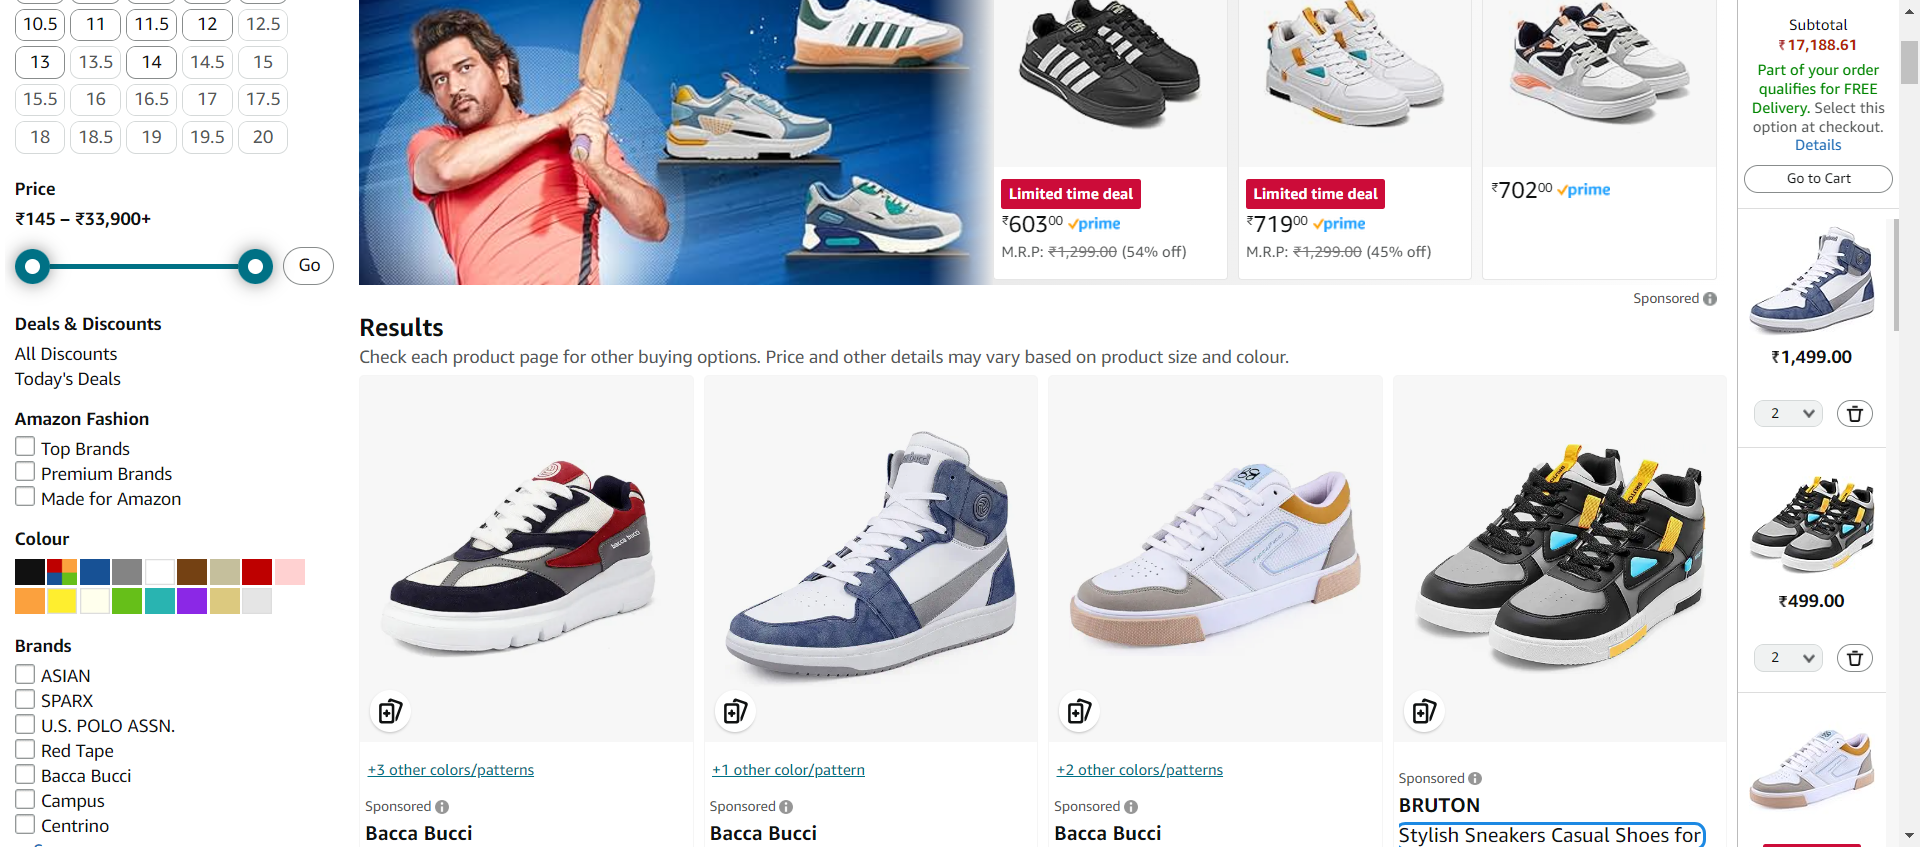 10.5 11 11.5 12 12.5
13 13.5 14 14.5 15
15.5 16 16.5 17 17.5
18 18.5 19 19.5 20
Price
₹145 – ₹33,900+
Go
Deals & Discounts
All Discounts
Today's Deals
Amazon Fashion
Top Brands
Premium Brands
Made for Amazon
Colour
Brands
ASIAN
SPARX
U.S. POLO ASSN.
Red Tape
Bacca Bucci
Campus
Centrino
Limited time deal
₹603 00 prime
M.R.P: ₹1,299.00 (54% off)
Limited time deal
₹719 00 prime
M.R.P: ₹1,299.00 (45% off)
₹702 00 prime
Sponsored
Results
Check each product page for other buying options. Price and other details may vary based on product size and colour.
bacca bucci
+3 other colors/patterns
Sponsored
Bacca Bucci
+1 other color/pattern
Sponsored
Bacca Bucci
+2 other colors/patterns
Sponsored
Bacca Bucci
Sponsored
BRUTON
Stylish Sneakers Casual Shoes for
Subtotal
₹17,188.61
Part of your order
qualifies for FREE
Delivery. Select this
option at checkout.
Details
Go to Cart
₹1,499.00
2
₹499.00
2